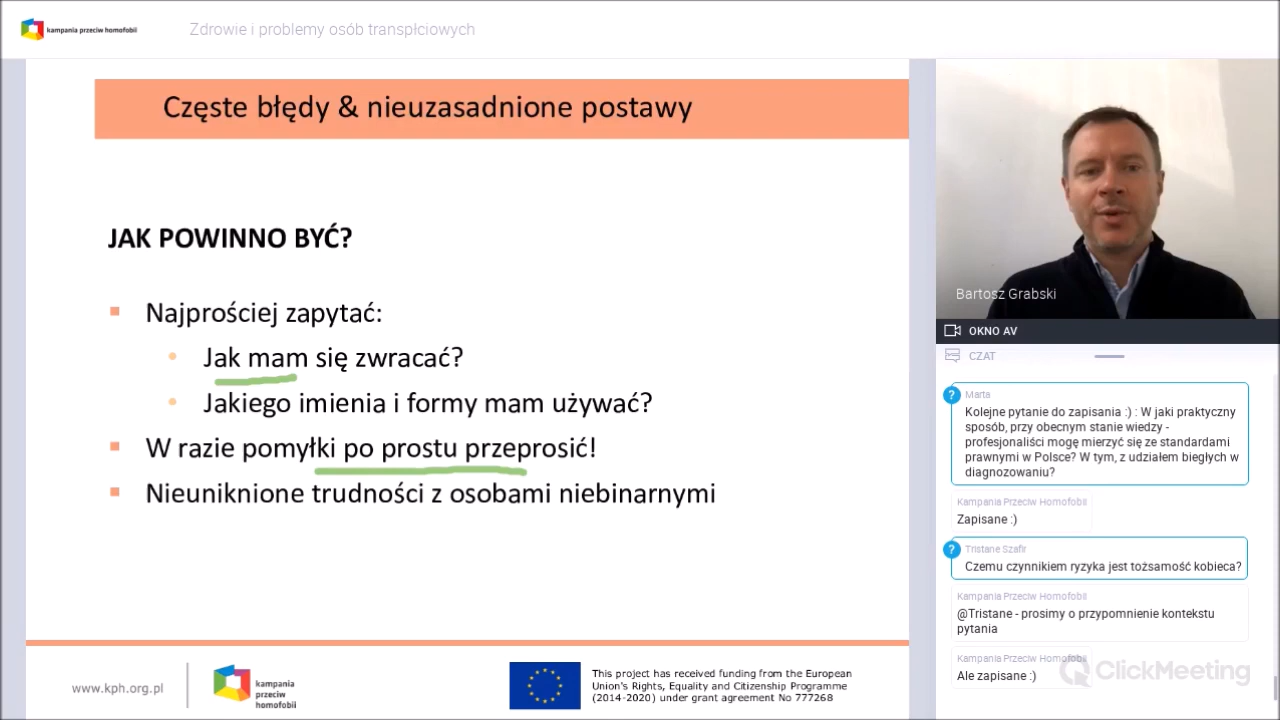 kampania przeciw homofobii
Zdrowie i problemy osób transpłciowych
Częste błędy & nieuzasadnione postawy
JAK POWINNO BYĆ?
Najprościej zapytać:
Jak mam się zwracać?
Jakiego imienia i formy mam używać?
W razie pomyłki po prostu przeprosić!
Nieuniknione trudności z osobami niebinarnymi
www.kph.org.pl
kampania
przeciw
homofobii
This project has received funding from the European
Union's Rights, Equality and Citizenship Programme
(2014-2020) under grant agreement No 777268
Bartosz Grabski
OKNO AV
CZAT
?
Marta
Kolejne pytanie do zapisania :) : W jaki praktyczny
sposób, przy obecnym stanie wiedzy -
profesjonaliści mogę mierzyć się ze standardami
prawnymi w Polsce? W tym, z udziałem biegłych w
diagnozowaniu?
Kampania Przeciw Homofobii
Zapisane :)
?
Tristane Szafir
Czemu czynnikiem ryzyka jest tożsamość kobieca?
Kampania Przeciw Homofobii
@Tristane - prosimy o przypomnienie kontekstu
pytania
Kampania Przeciw Homofobii
Ale zapisane :)
ClickMeeting